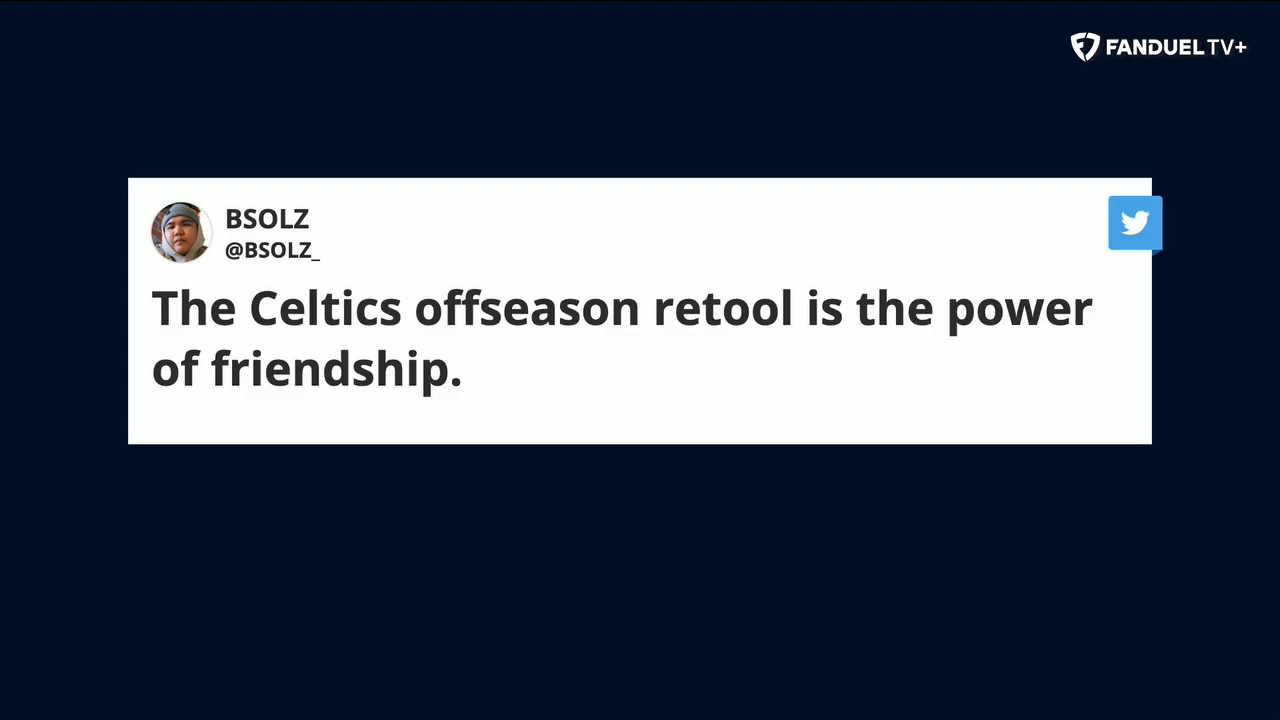 FANDUEL TV+
BSOLZ
@BSOLZ_
The Celtics offseason retool is the power
of friendship.